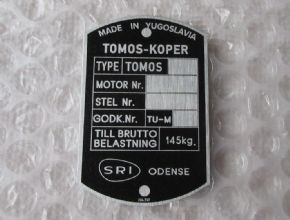 MADE IN YUGOSLAVIA
TOMOS-KOPER
TYPE TOMOS
MOTOR Nr.
STEL Nr.
GODK.Nr. TU-M
TILL BRUTTO
BELASTNING 145kg.
SRI ODENSE